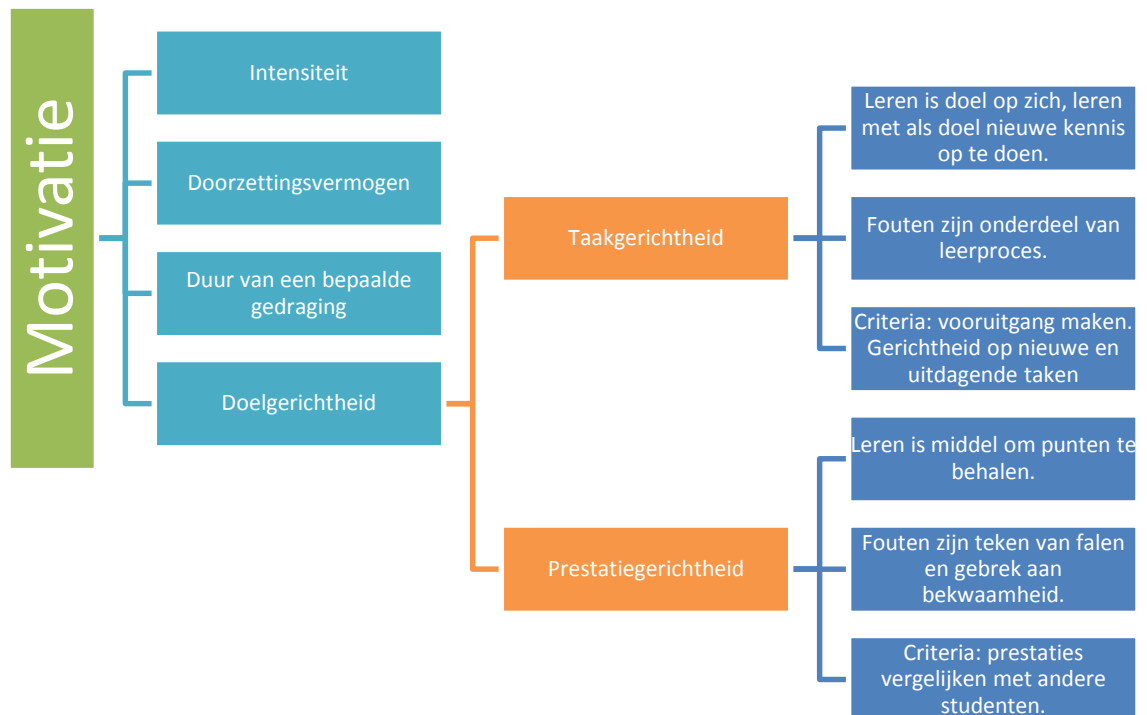 Motivatie
Intensiteit
Doorzettingsvermogen
Duur van een bepaalde
gedraging
Doelgerichtheid
Taakgerichtheid
Leren is doel op zich, leren
met als doel nieuwe kennis
op te doen.
Fouten zijn onderdeel van
leerproces.
Criteria: vooruitgang maken.
Gerichtheid op nieuwe en
uitdagende taken
Prestatiegerichtheid
Leren is middel om punten te
behalen.
Fouten zijn teken van falen
en gebrek aan
bekwaamheid.
Criteria: prestaties
vergelijken met andere
studenten.